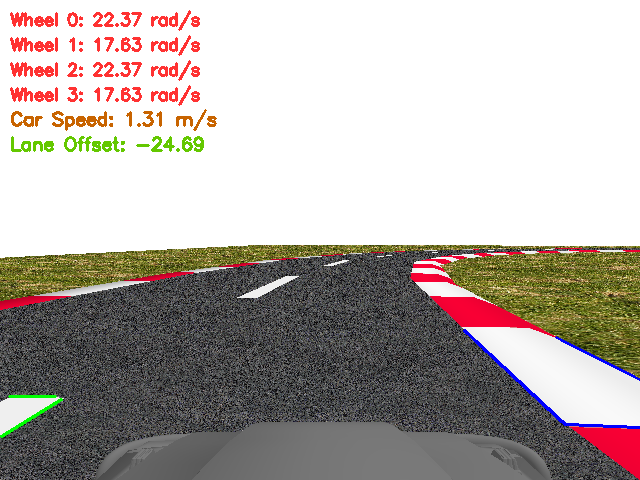 Wheel 0: 22.37 rad/s
Wheel 1: 17.63 rad/s
Wheel 2: 22.37 rad/s
Wheel 3: 17.63 rad/s
Car Speed: 1.31 m/s
Lane Offset: -24.69